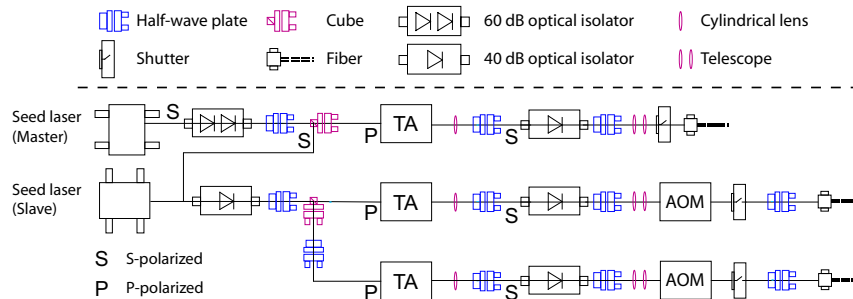 Half-wave plate Cube 60 dB optical isolator Cylindrical lens
Shutter Fiber 40 dB optical isolator Telescope
Seed laser
(Master)
S
S
P
TA
S
Seed laser
(Slave)
P
TA
S
AOM
S S-polarized
P P-polarized
P
TA
S
AOM